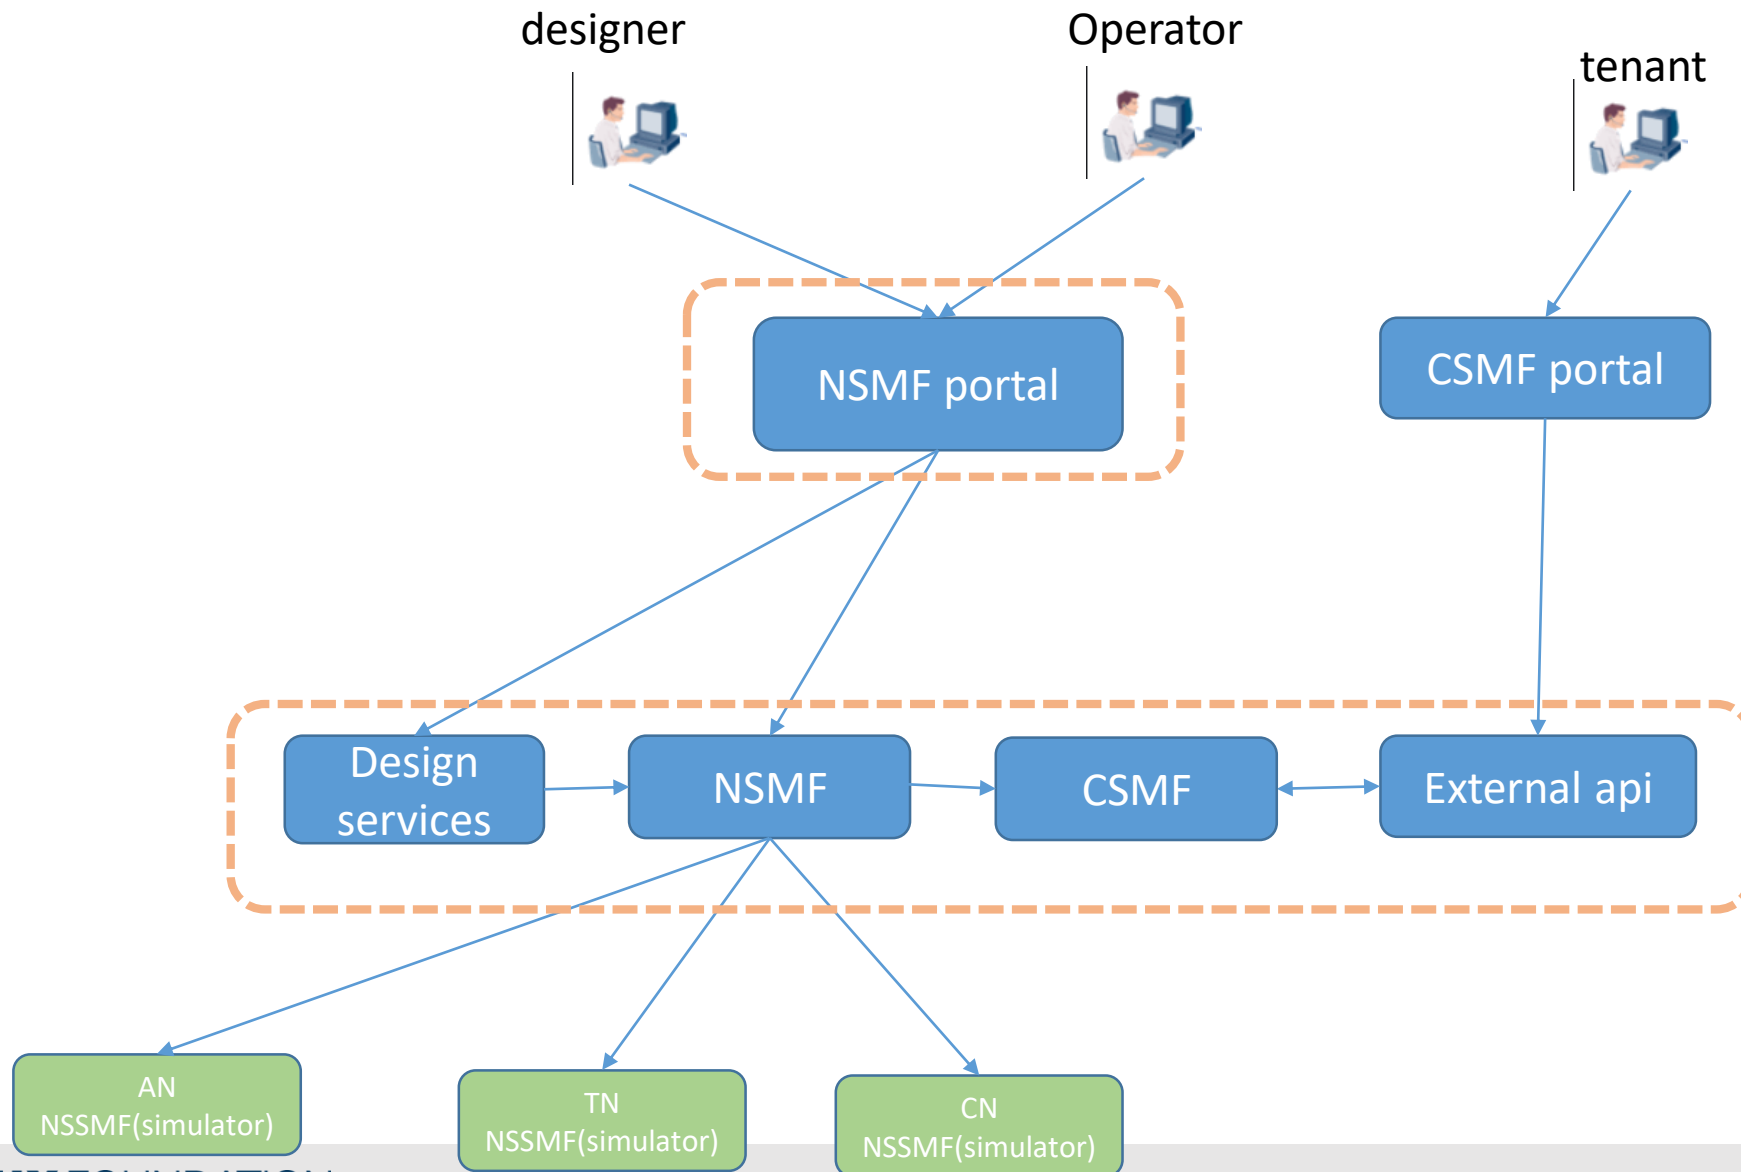 designer
Operator
tenant
NSMF portal
CSMF portal
Design
services
NSMF
CSMF
External api
AN
NSSMF(simulator)
TN
NSSMF(simulator)
CN
NSSMF(simulator)